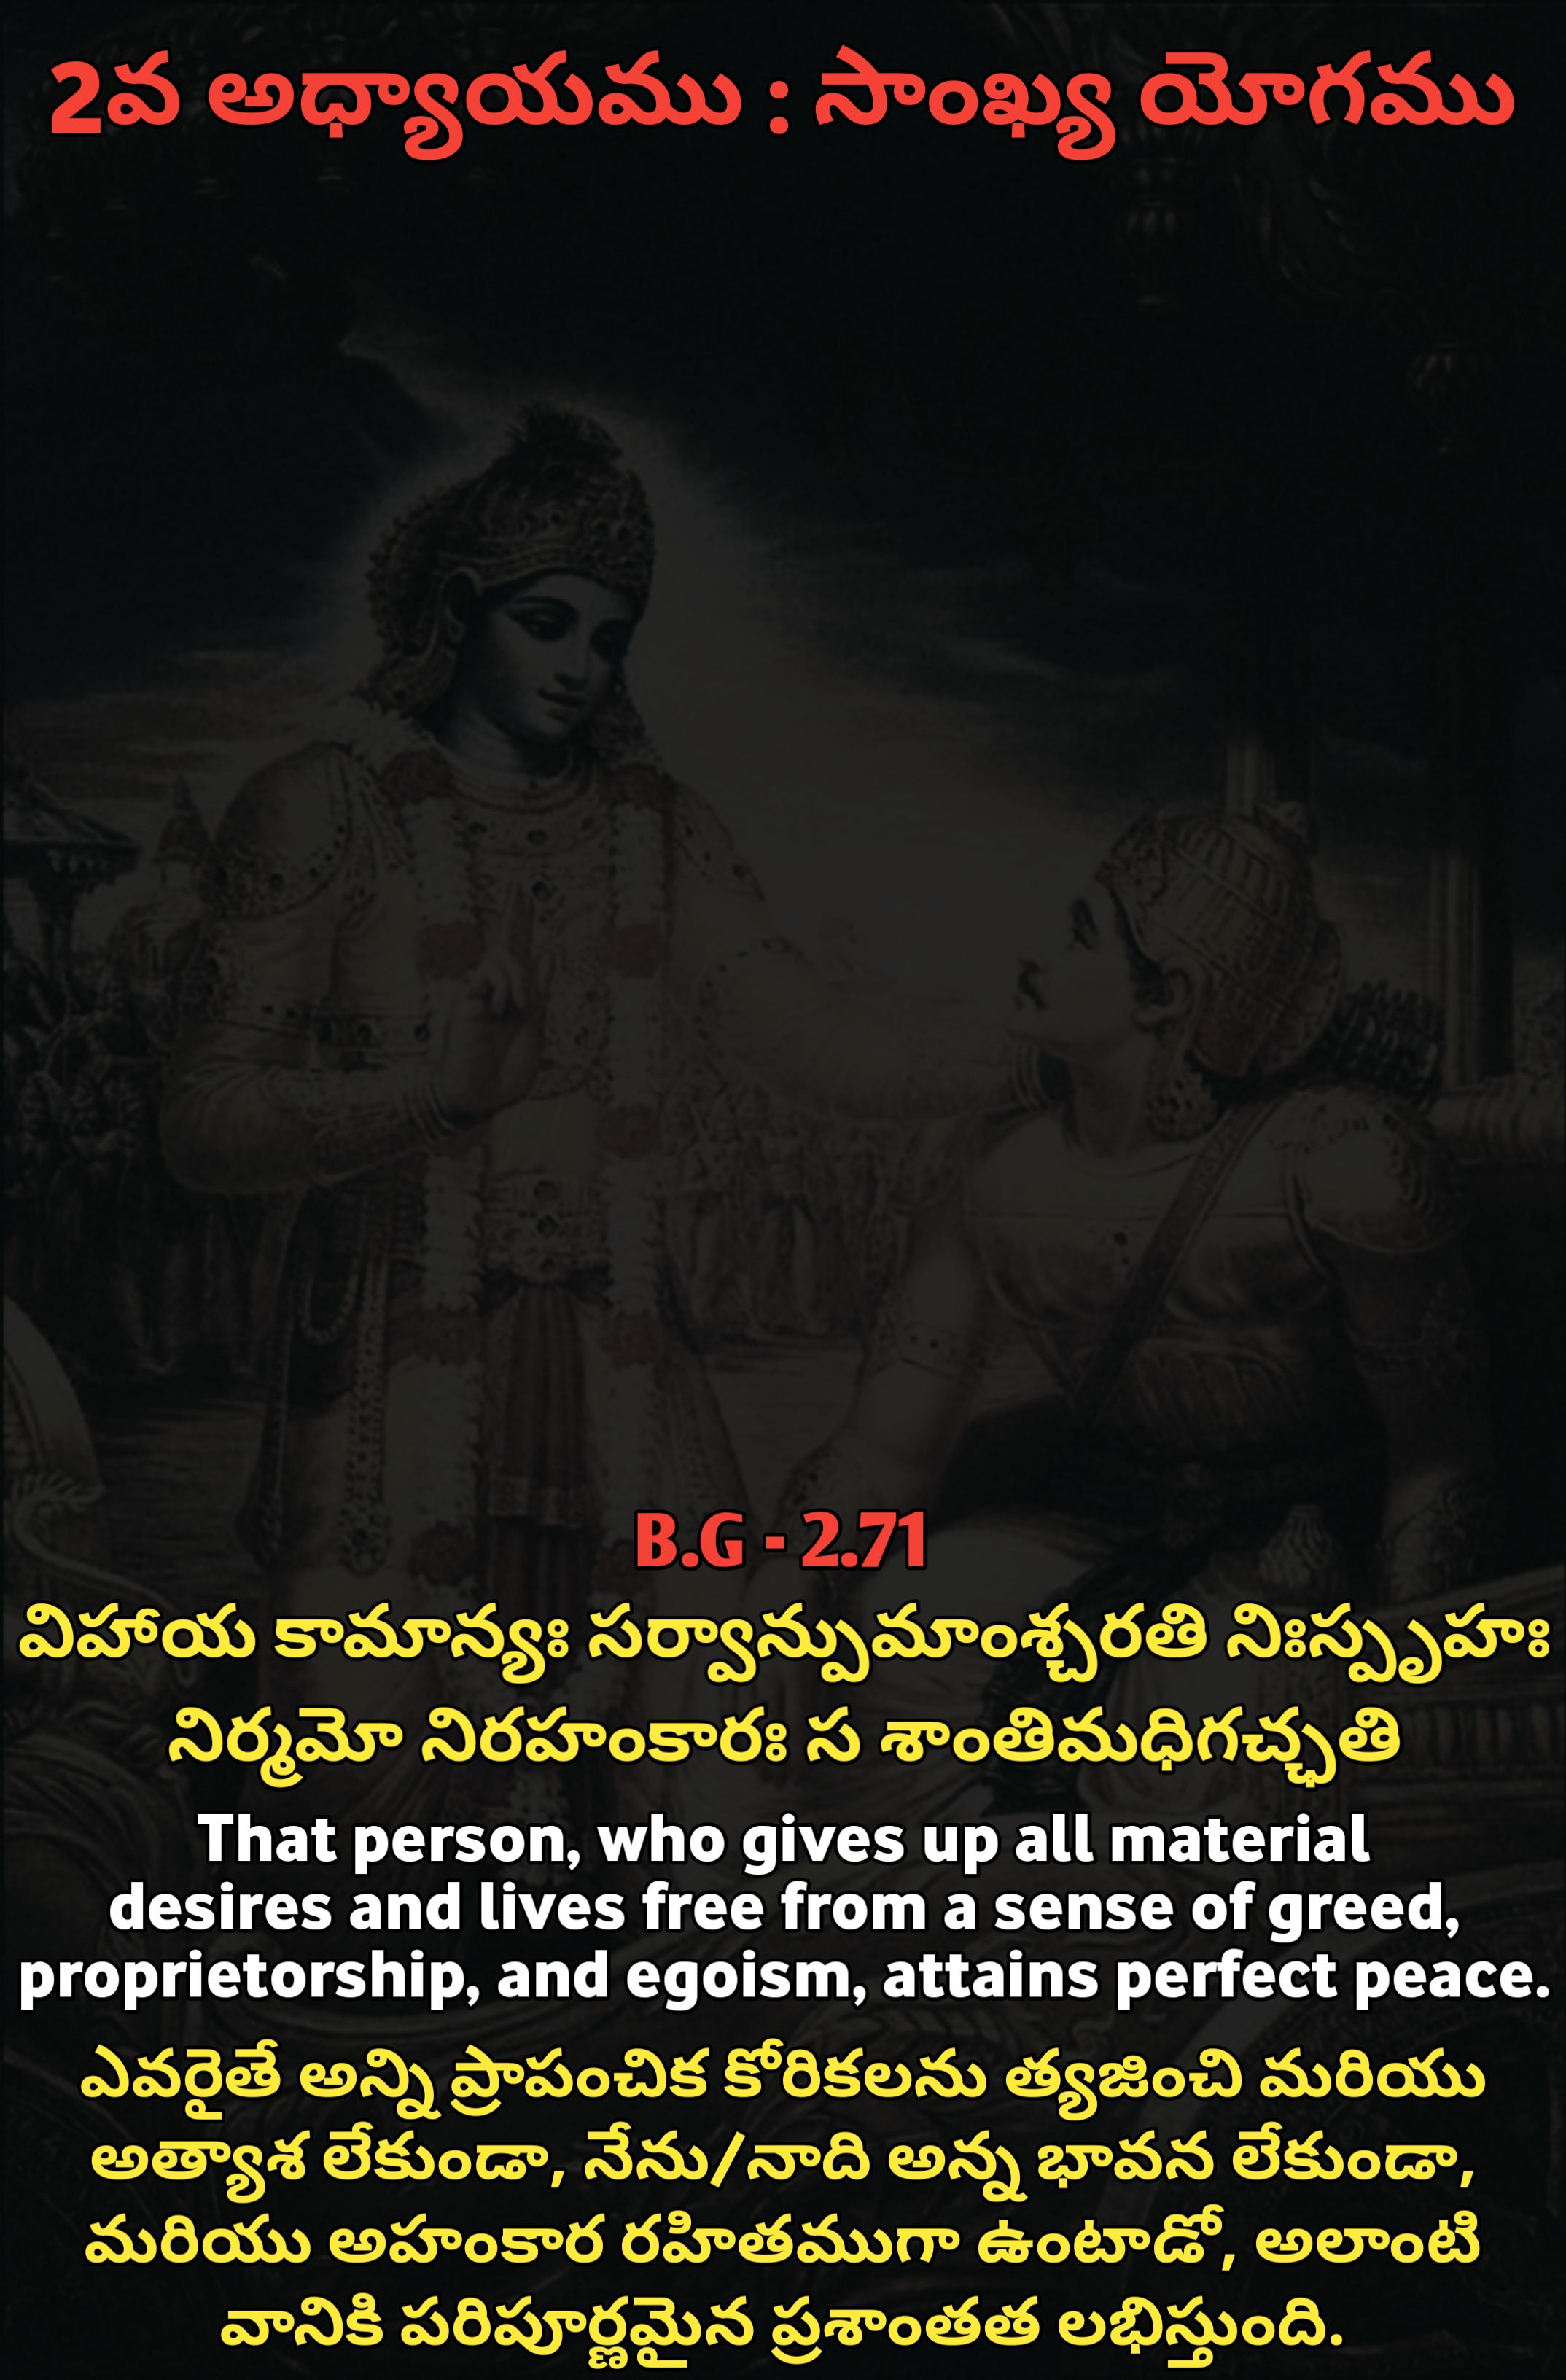 2వ అధ్యాయము : సాంఖ్య యోగము
B.G - 2.71
విహాయ కామాన్యః సర్వాన్పుమాంశ్చరతి నిఃస్పృహః
నిర్మమో నిరహంకారః స శాంతిమధిగచ్ఛతి
That person, who gives up all material
desires and lives free from a sense of greed,
proprietorship, and egoism, attains perfect peace.
ఎవరైతే అన్ని ప్రాపంచిక కోరికలను త్యజించి మరియు
అత్యాశ లేకుండా, నేను/నాది అన్న భావన లేకుండా,
మరియు అహంకార రహితముగా ఉంటాడో, అలాంటి
వానికి పరిపూర్ణమైన ప్రశాంతత లభిస్తుంది.